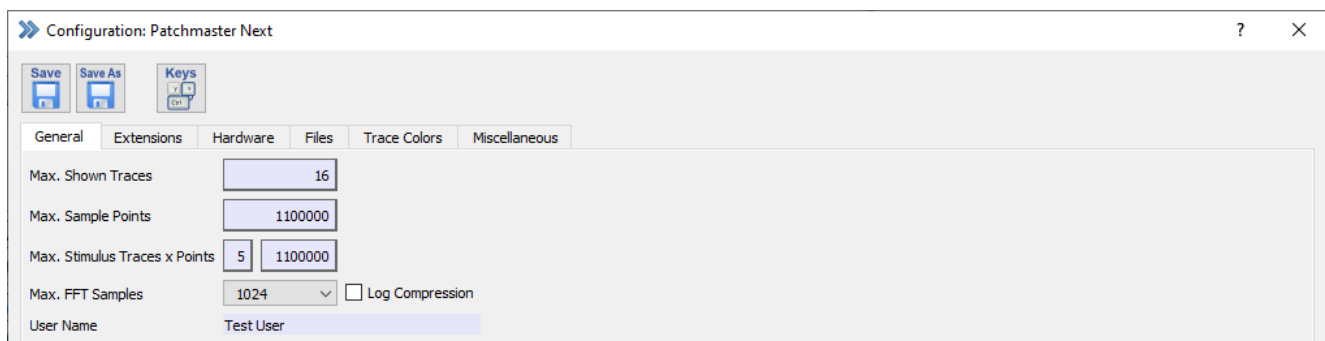 Configuration: Patchmaster Next ?
Save Save As Keys
Y X
Ctrl
General Extensions Hardware Files Trace Colors Miscellaneous
Max. Shown Traces 16
Max. Sample Points 1100000
Max. Stimulus Traces x Points 5 1100000
Max. FFT Samples 1024 Log Compression
User Name Test User